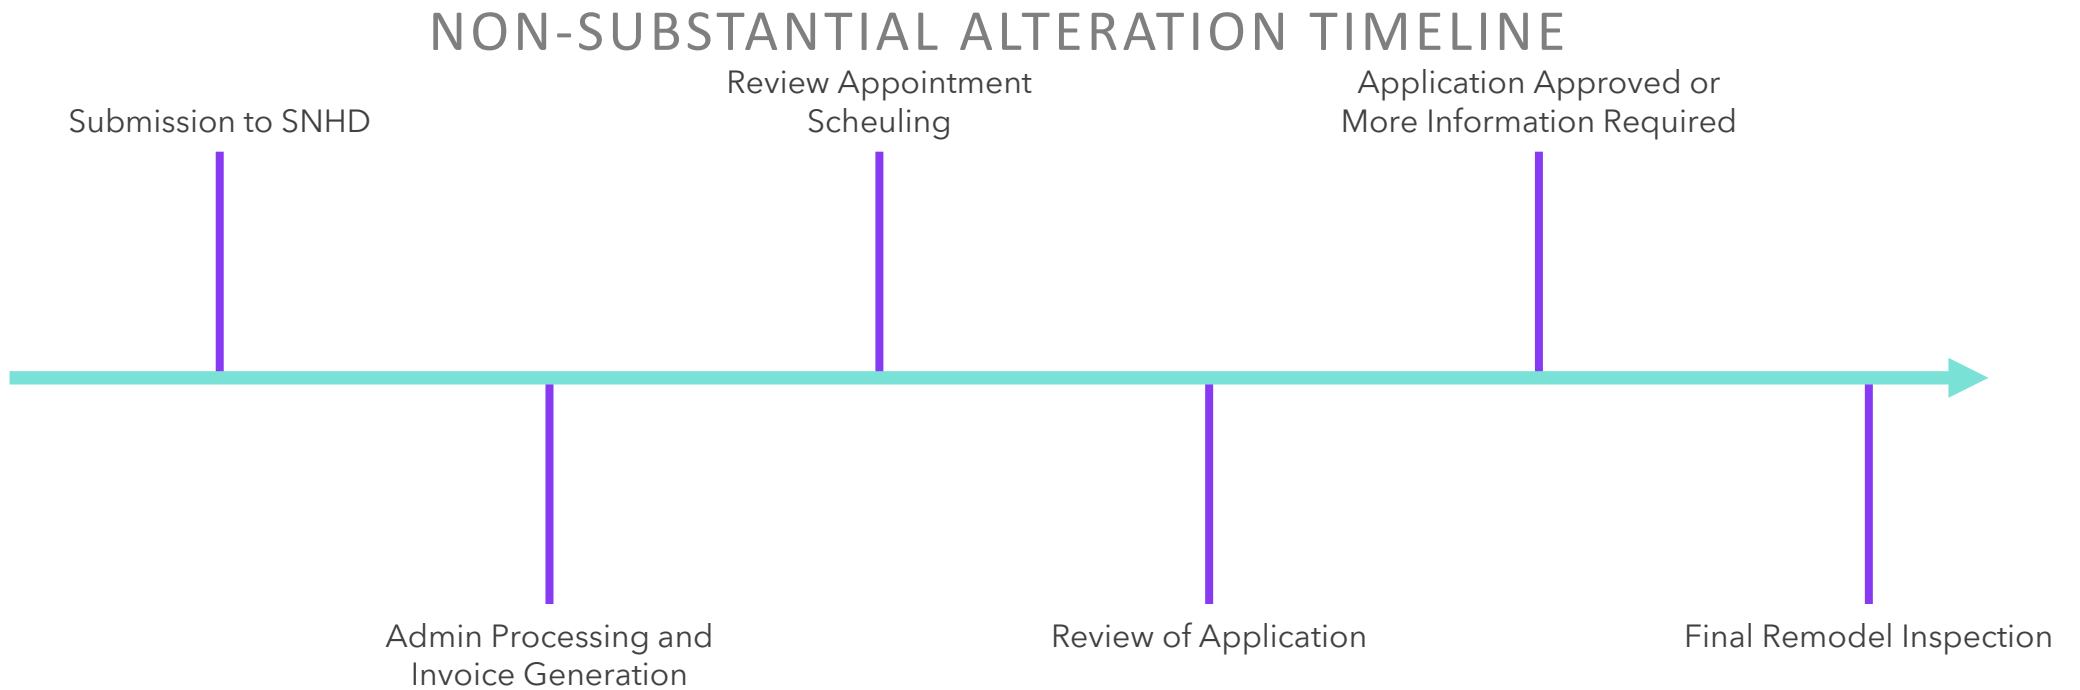 NON-SUBSTANTIAL ALTERATION TIMELINE
Submission to SNHD
Admin Processing and
Invoice Generation
Review Appointment
Scheuling
Review of Application
Application Approved or
More Information Required
Final Remodel Inspection